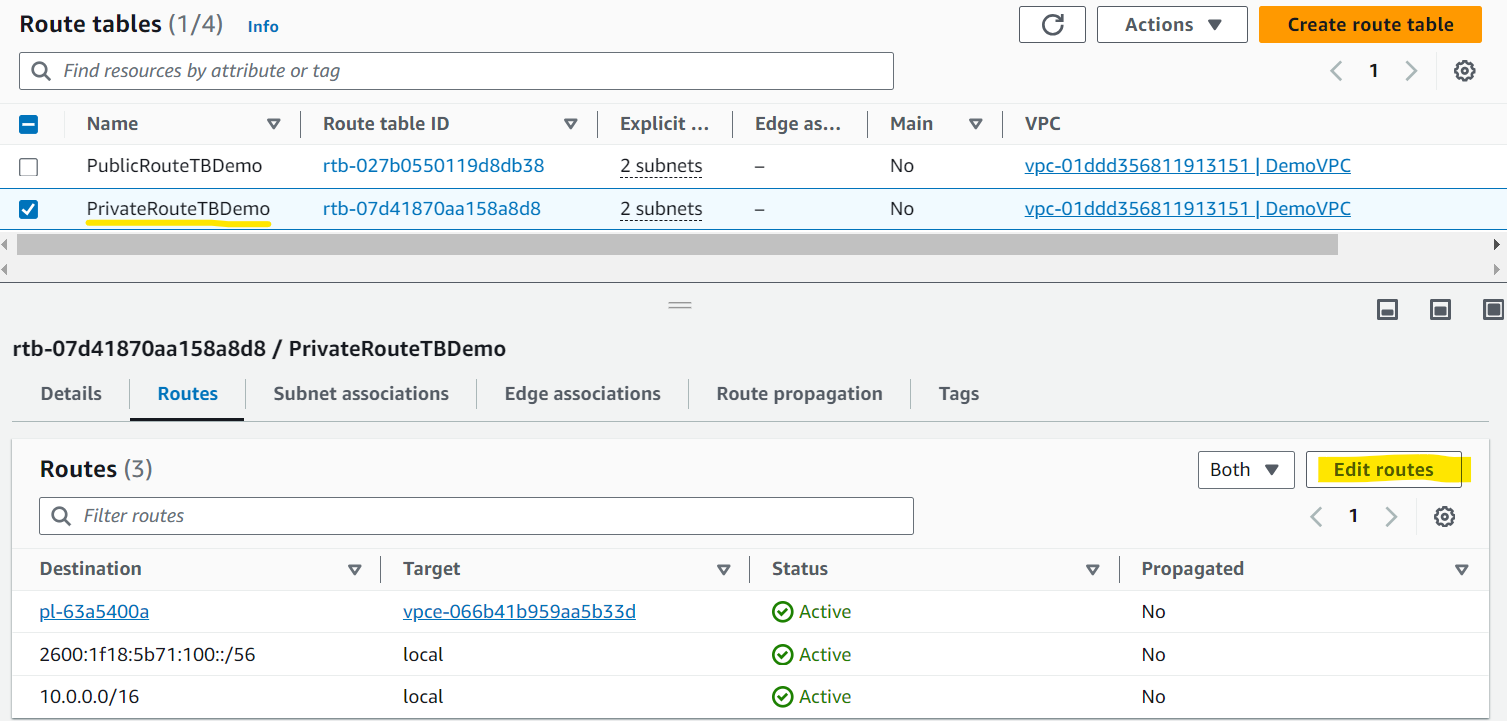 Route tables (1/4) Info Actions Create route table
Find resources by attribute or tag 1
Name Route table ID Explicit ... Edge as... Main VPC
PublicRouteTBDemo rtb-027b0550119d8db38 2 subnets – No vpc-01ddd356811913151 | DemoVPC
PrivateRouteTBDemo rtb-07d41870aa158a8d8 2 subnets – No vpc-01ddd356811913151 | DemoVPC
rtb-07d41870aa158a8d8 / PrivateRouteTBDemo
Details Routes Subnet associations Edge associations Route propagation Tags
Routes (3) Both Edit routes
Filter routes 1
Destination Target Status Propagated
pl-63a5400a vpce-066b41b959aa5b33d Active No
2600:1f18:5b71:100::/56 local Active No
10.0.0.0/16 local Active No